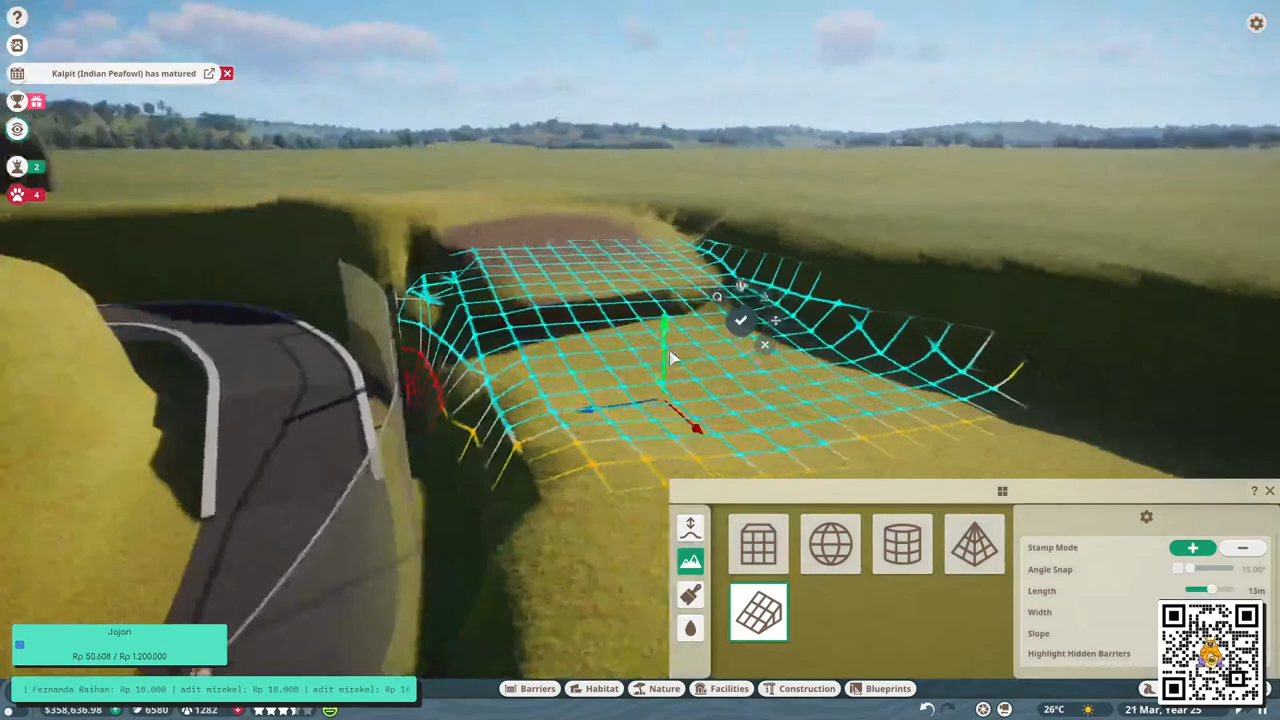 ?
Kalpit (Indian Peafowl) has matured
2
4
? ×
Stamp Mode
Angle Snap 15.00°
Length 13m
Width
Slope
Highlight Hidden Barriers
Jajan
Rp 50.608 / Rp 1.200.000
| Fernanda Raihan: Rp 10.000 | adit mirekel: Rp 10.000 | adit mirekel: Rp 1
Barriers
Habitat
Nature
Facilities
Construction
Blueprints
$358,636.98
6580
1282
26°C
21 Mar, Year 25